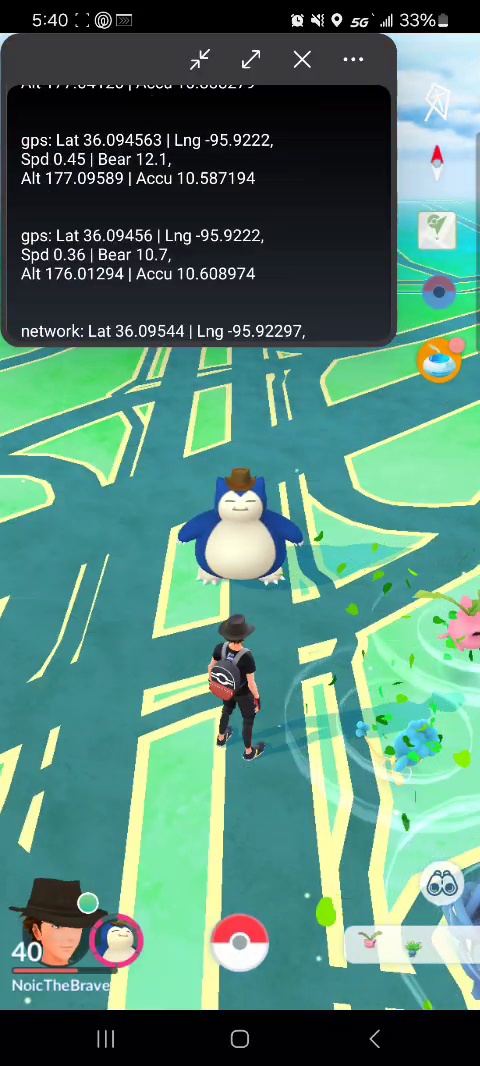 5:40
5G
33%
gps: Lat 36.094563 | Lng -95.9222,
Spd 0.45 | Bear 12.1,
Alt 177.09589 | Accu 10.587194
gps: Lat 36.09456 | Lng -95.9222,
Spd 0.36 | Bear 10.7,
Alt 176.01294 | Accu 10.608974
network: Lat 36.09544 | Lng -95.92297,
40
NoicTheBrave